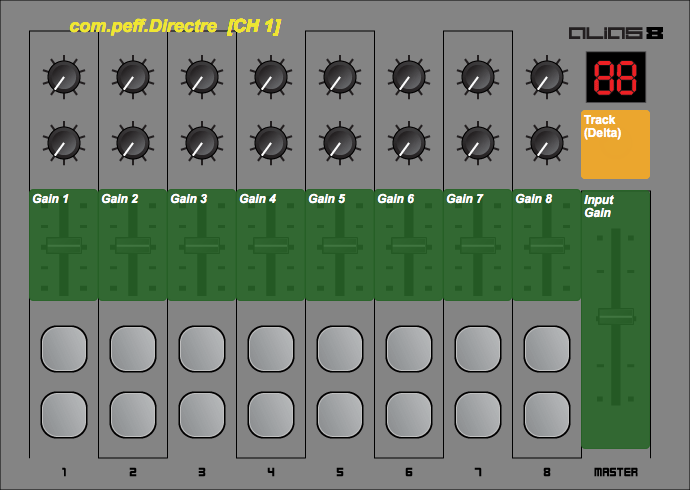 com.peff.Directre [CH 1]
ALIAS 8
88
Track
(Delta)
Gain 1 Gain 2 Gain 3 Gain 4 Gain 5 Gain 6 Gain 7 Gain 8
Input
Gain
1 2 3 4 5 6 7 8 MASTER